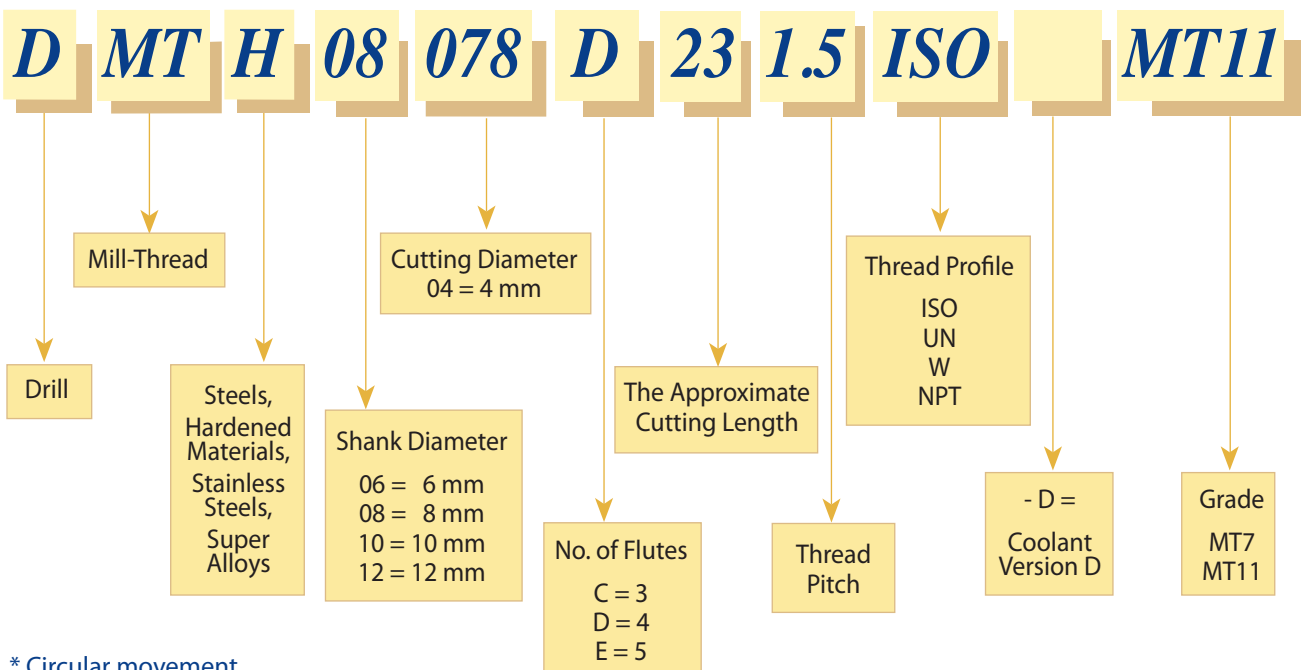 D MT H 08 078 D 23 1.5 ISO MT11
Drill
Mill-Thread
Steels,
Hardened
Materials,
Stainless
Steels,
Super
Alloys
Shank Diameter
06 = 6 mm
08 = 8 mm
10 = 10 mm
12 = 12 mm
Cutting Diameter
04 = 4 mm
No. of Flutes
C = 3
D = 4
E = 5
The Approximate
Cutting Length
Thread
Pitch
Thread Profile
ISO
UN
W
NPT
- D =
Coolant
Version D
Grade
MT7
MT11
* Circular movement